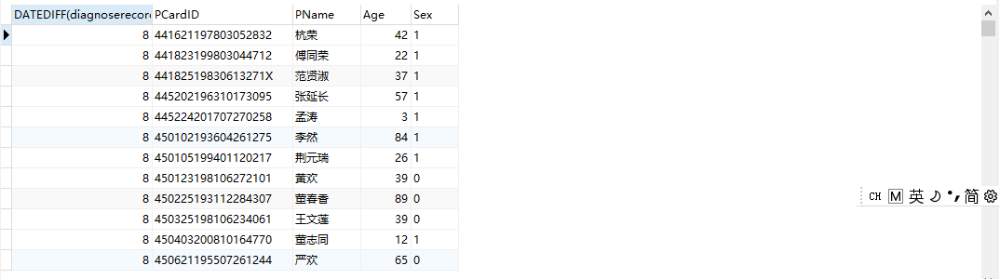 DATEDIFF(diagnoserecord PCardID PName Age Sex
8 441621197803052832 杭荣 42 1
8 441823199803044712 傅同荣 22 1
8 44182519830613271X 范贤淑 37 1
8 445202196310173095 张延长 57 1
8 445224201707270258 孟涛 3 1
8 450102193604261275 李然 84 1
8 450105199401120217 荆元瑞 26 1
8 450123198106272101 黄欢 39 0
8 450225193112284307 董春香 89 0
8 450325198106234061 王文莲 39 0
8 450403200810164770 董志同 12 1
8 450621195507261244 严欢 65 0
CH M 英 简